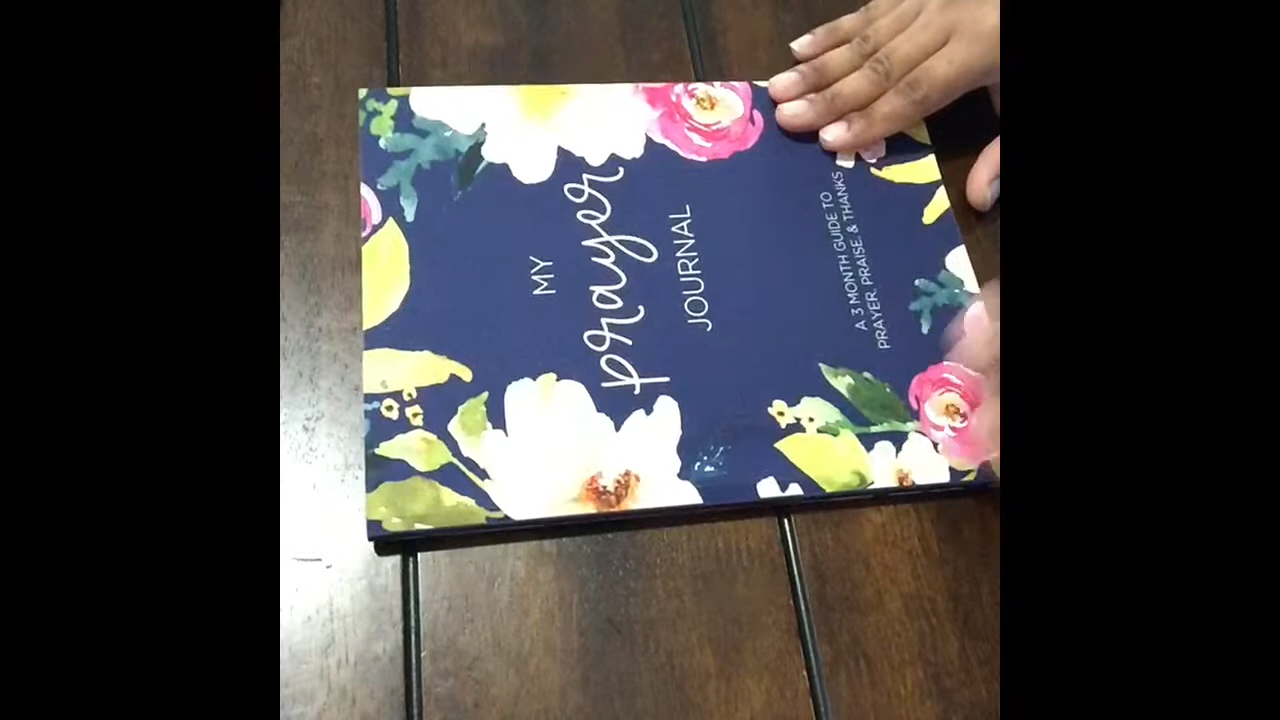 MY
prayer
JOURNAL
A 3 MONTH GUIDE TO
PRAYER, PRAISE, & THANKS